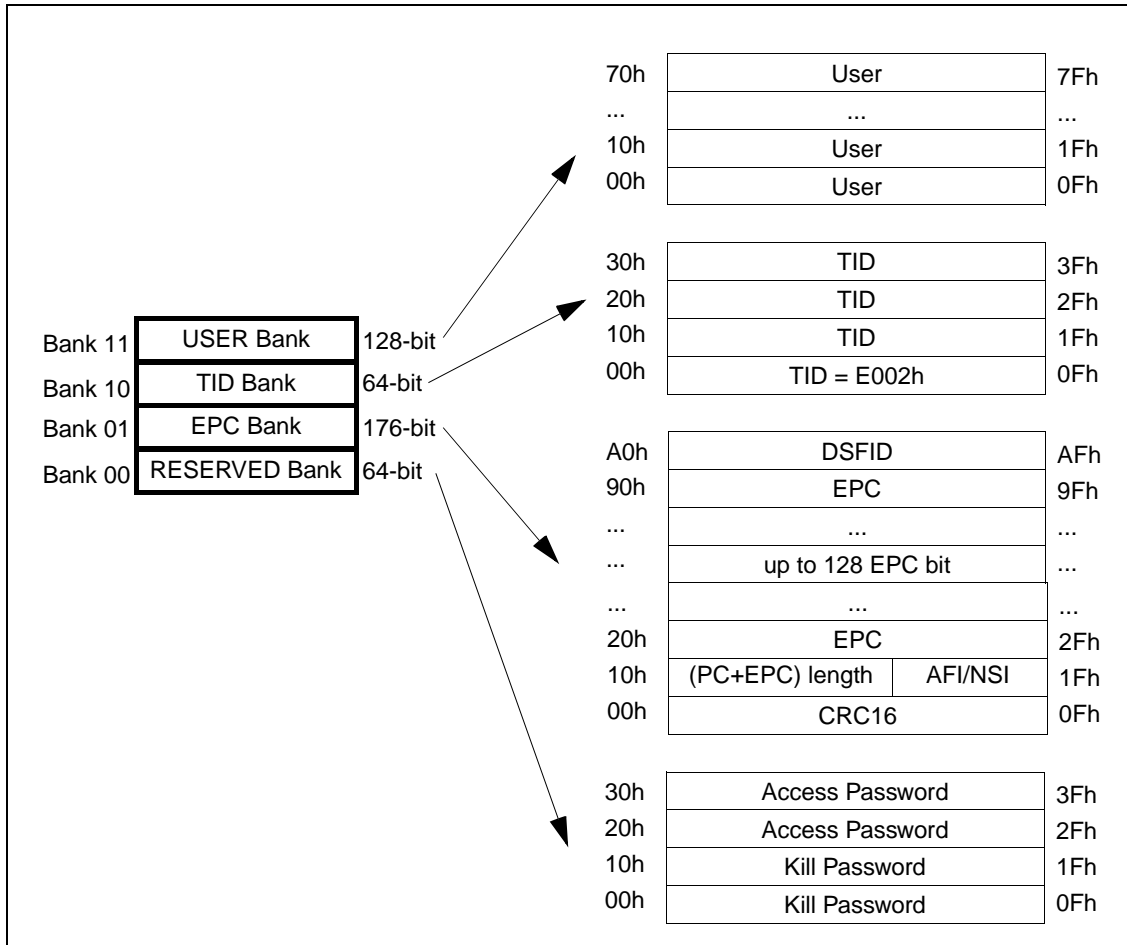 70h User 7Fh
... ... ...
10h User 1Fh
00h User 0Fh
30h TID 3Fh
20h TID 2Fh
10h TID 1Fh
00h TID = E002h 0Fh
Bank 11 USER Bank 128-bit
Bank 10 TID Bank 64-bit
Bank 01 EPC Bank 176-bit
Bank 00 RESERVED Bank 64-bit
A0h DSFID AFh
90h EPC 9Fh
... ... ...
... up to 128 EPC bit ...
... ... ...
20h EPC 2Fh
10h (PC+EPC) length AFI/NSI 1Fh
00h CRC16 0Fh
30h Access Password 3Fh
20h Access Password 2Fh
10h Kill Password 1Fh
00h Kill Password 0Fh